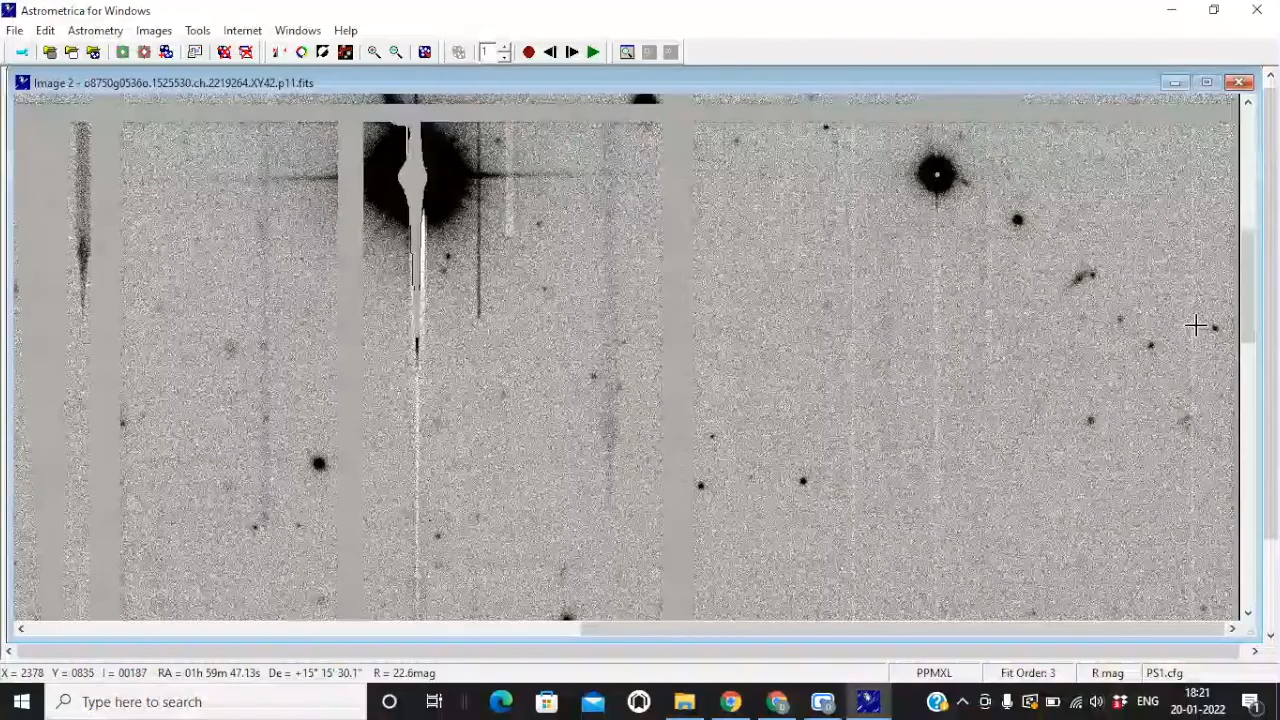 Astrometrica for Windows
File Edit Astrometry Images Tools Internet Windows Help
1
Image 2 - o8750g0536o.1525530.ch.2219264.XY42.p11.fits
X = 2378 Y = 0835 I = 00187 RA = 01h 59m 47.13s De = +15° 15' 30.1" R = 22.6mag PPMXL Fit Order: 3 R mag PS1.cfg
Type here to search ENG 18:21
20-01-2022 1